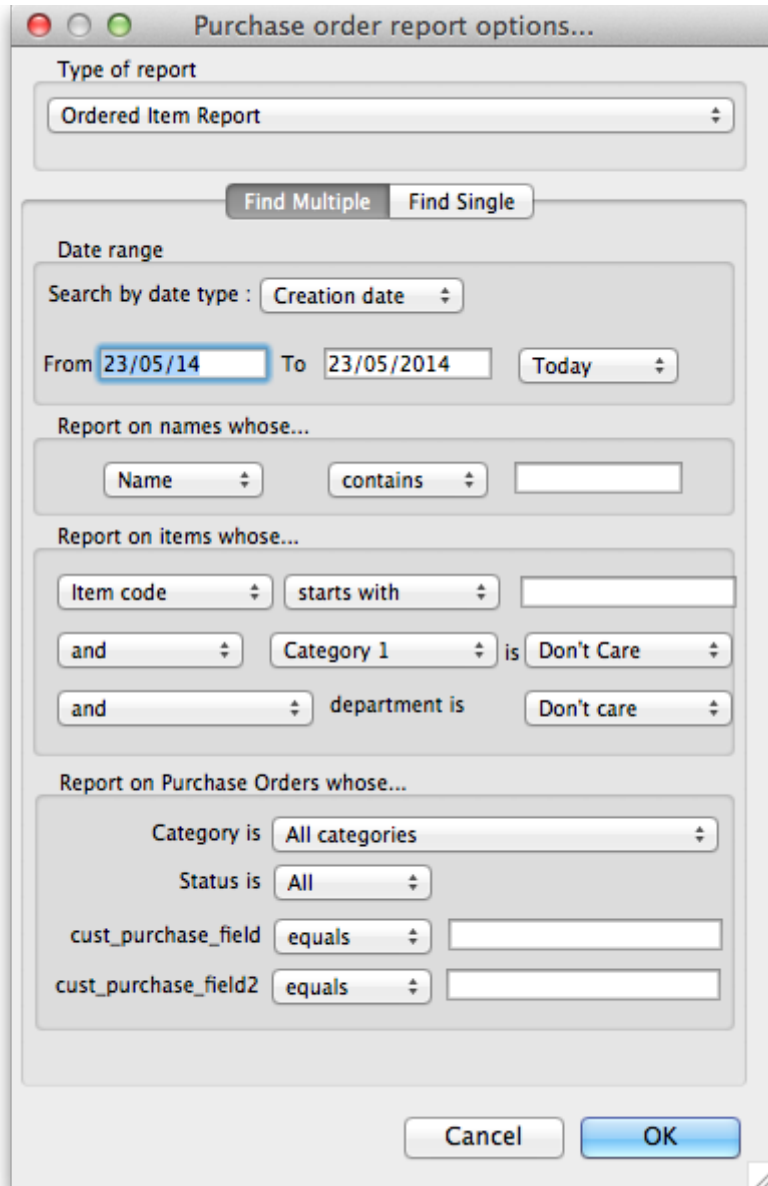 Purchase order report options...
Type of report
Ordered Item Report
Find Multiple Find Single
Date range
Search by date type : Creation date
From 23/05/14 To 23/05/2014 Today
Report on names whose...
Name contains
Report on items whose...
Item code starts with
and Category 1 is Don't Care
and department is Don't care
Report on Purchase Orders whose...
Category is All categories
Status is All
cust_purchase_field equals
cust_purchase_field2 equals
Cancel OK